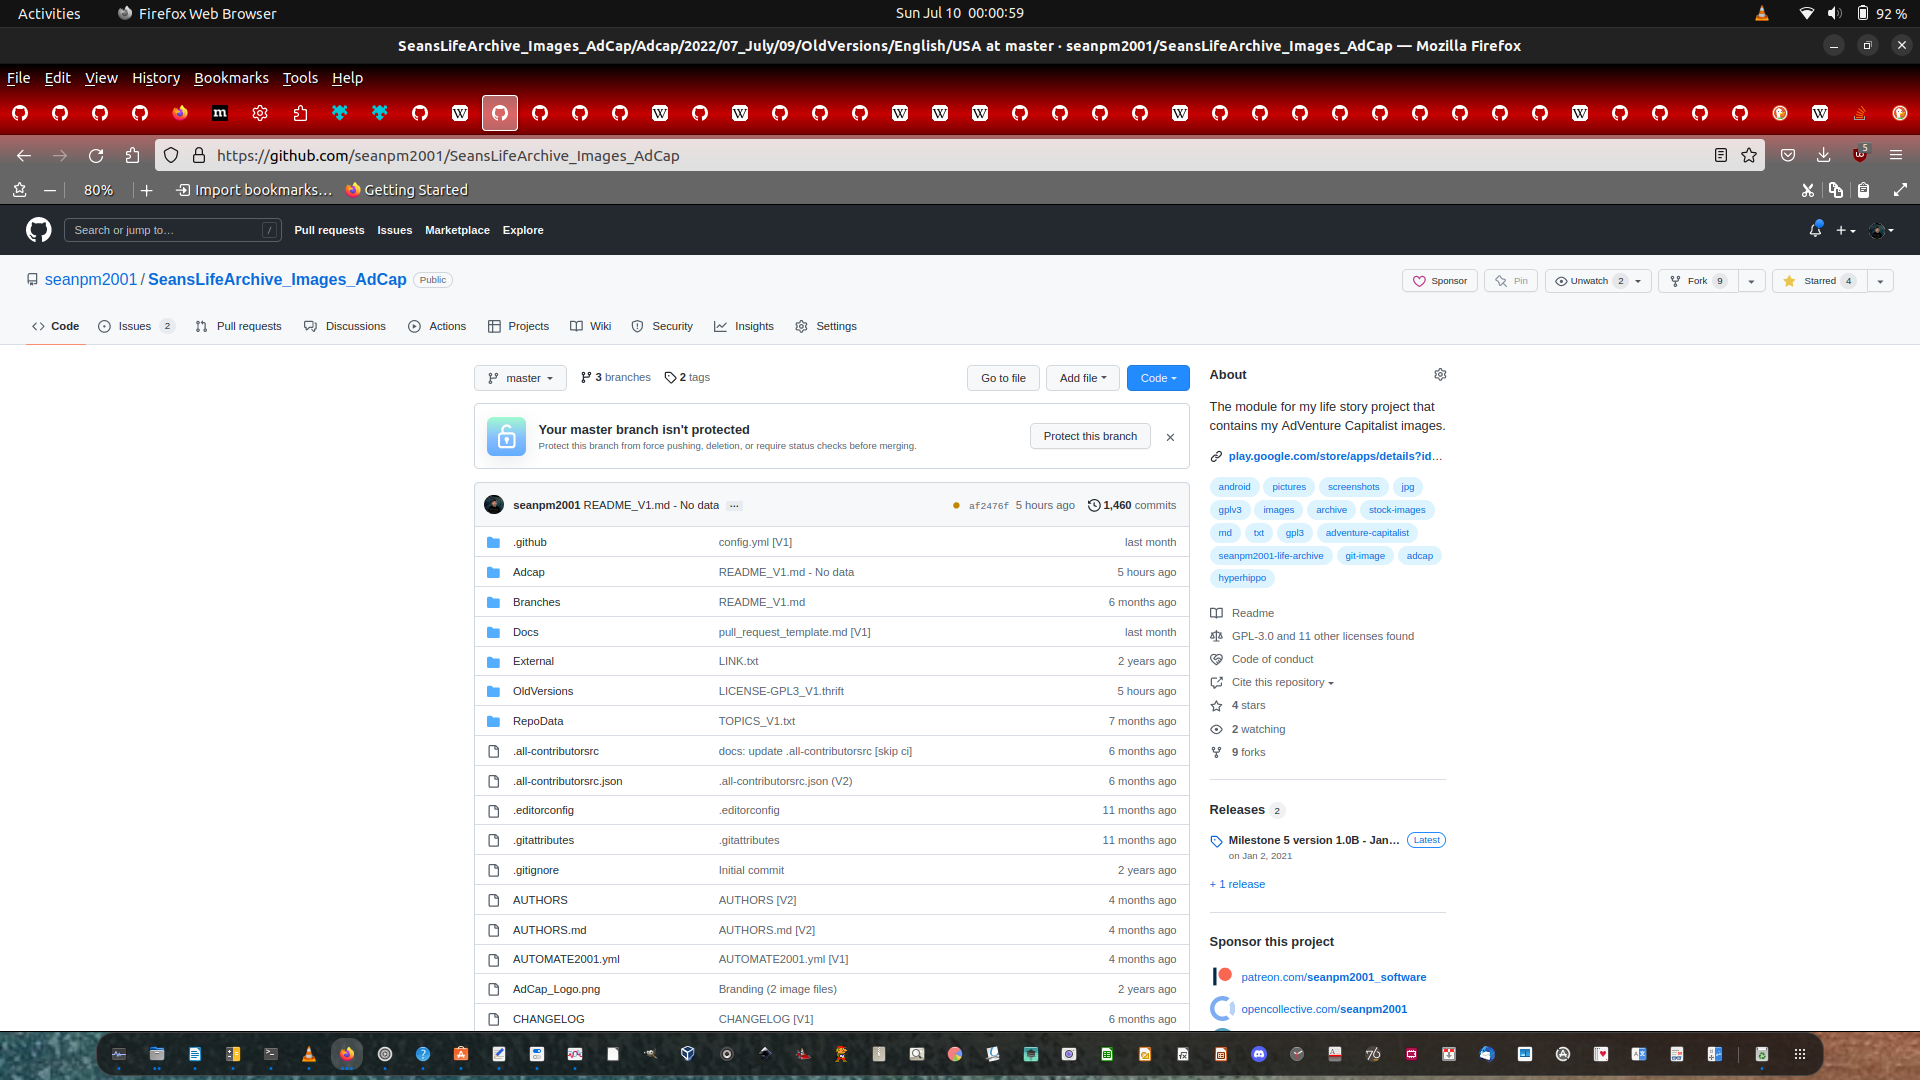 Activities Firefox Web Browser Sun Jul 10 00:00:59 92 %
SeansLifeArchive_Images_AdCap/Adcap/2022/07_July/09/OldVersions/English/USA at master · seanpm2001/SeansLifeArchive_Images_AdCap — Mozilla Firefox
File Edit View History Bookmarks Tools Help
https://github.com/seanpm2001/SeansLifeArchive_Images_AdCap 5
80% Import bookmarks… Getting Started
Search or jump to… / Pull requests Issues Marketplace Explore
seanpm2001 / SeansLifeArchive_Images_AdCap Public Sponsor Pin Unwatch 2 Fork 9 Starred 4
Code Issues 2 Pull requests Discussions Actions Projects Wiki Security Insights Settings
master 3 branches 2 tags Go to file Add file Code
Your master branch isn't protected
Protect this branch from force pushing, deletion, or require status checks before merging.
Protect this branch
seanpm2001 README_V1.md - No data … af2476f 5 hours ago 1,460 commits
.github config.yml [V1] last month
Adcap README_V1.md - No data 5 hours ago
Branches README_V1.md 6 months ago
Docs pull_request_template.md [V1] last month
External LINK.txt 2 years ago
OldVersions LICENSE-GPL3_V1.thrift 5 hours ago
RepoData TOPICS_V1.txt 7 months ago
.all-contributorsrc docs: update .all-contributorsrc [skip ci] 6 months ago
.all-contributorsrc.json .all-contributorsrc.json (V2) 6 months ago
.editorconfig .editorconfig 11 months ago
.gitattributes .gitattributes 11 months ago
.gitignore Initial commit 2 years ago
AUTHORS AUTHORS [V2] 4 months ago
AUTHORS.md AUTHORS.md [V2] 4 months ago
AUTOMATE2001.yml AUTOMATE2001.yml [V1] 4 months ago
AdCap_Logo.png Branding (2 image files) 2 years ago
CHANGELOG CHANGELOG [V1] 6 months ago
About
The module for my life story project that
contains my AdVenture Capitalist images.
play.google.com/store/apps/details?id…
android pictures screenshots jpg
gplv3 images archive stock-images
md txt gpl3 adventure-capitalist
seanpm2001-life-archive git-image adcap
hyperhippo
Readme
GPL-3.0 and 11 other licenses found
Code of conduct
Cite this repository
4 stars
2 watching
9 forks
Releases 2
Milestone 5 version 1.0B - Jan… Latest
on Jan 2, 2021
+ 1 release
Sponsor this project
patreon.com/seanpm2001_software
opencollective.com/seanpm2001